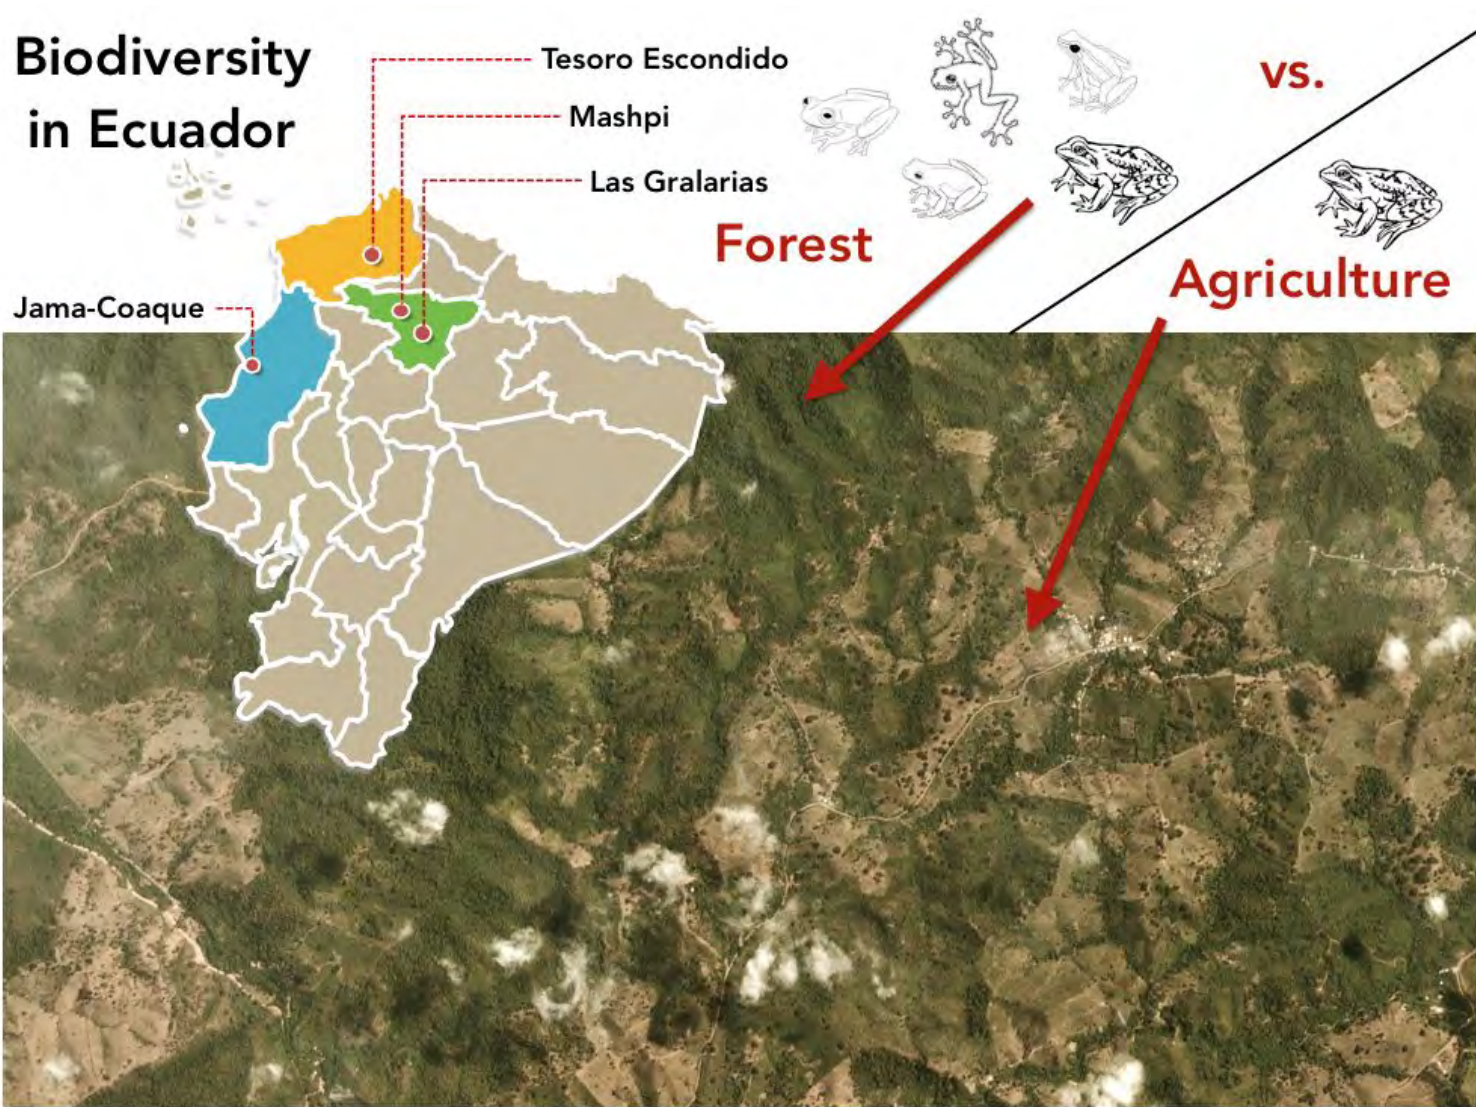 Biodiversity
in Ecuador
Tesoro Escondido
Mashpi
Las Gralarias
Jama-Coaque
vs.
Forest
Agriculture